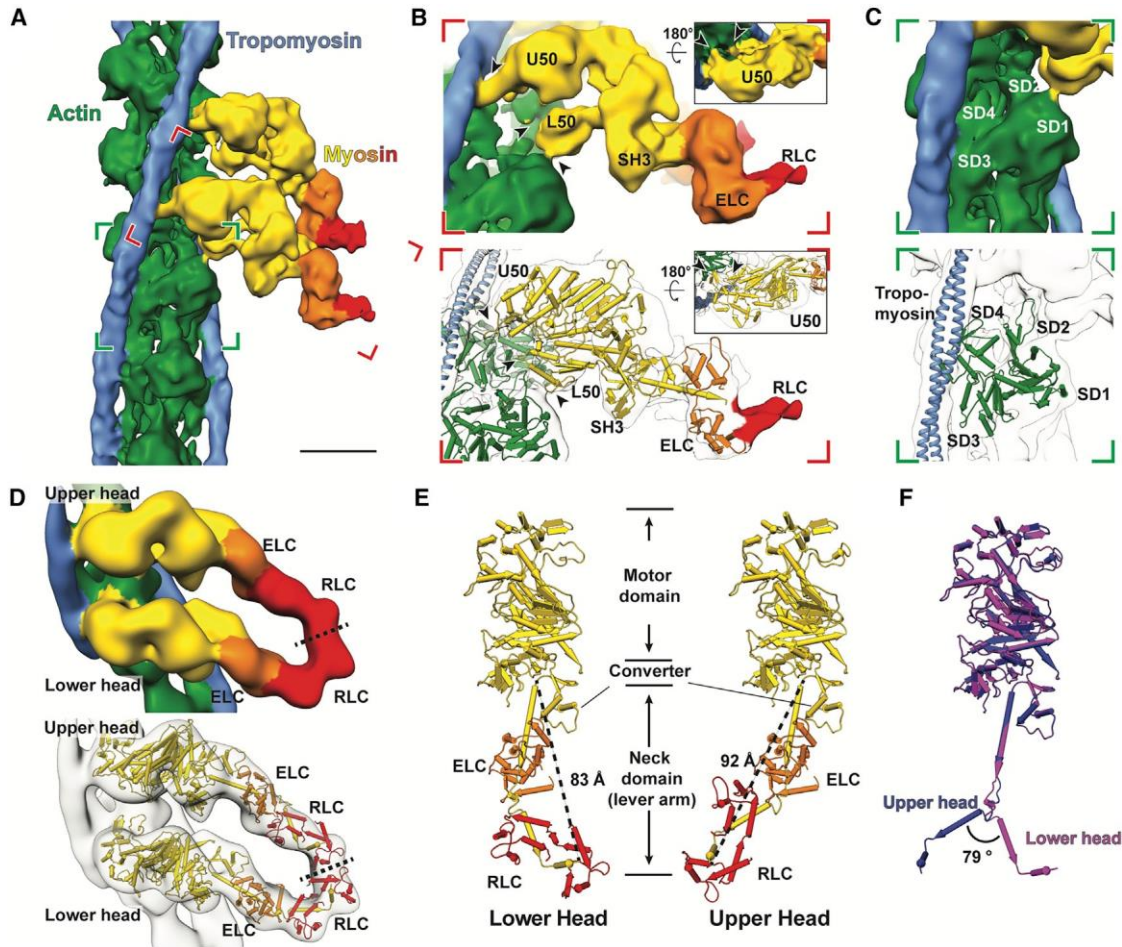 A
Tropomyosin
Actin
Myosin
B
U50
180°
U50
L50
SH3
RLC
ELC
U50
180°
U50
L50
SH3
RLC
ELC
C
SD2
SD4
SD1
SD3
Tropo-
myosin
SD4
SD2
SD1
SD3
D
Upper head
ELC
RLC
Lower head
ELC
RLC
Upper head
ELC
RLC
Lower head
ELC
RLC
E
Motor
domain
Converter
ELC
83 Å
Neck
domain
(lever arm)
92 Å
ELC
RLC
RLC
Lower Head
Upper Head
F
Upper head
Lower head
79 °